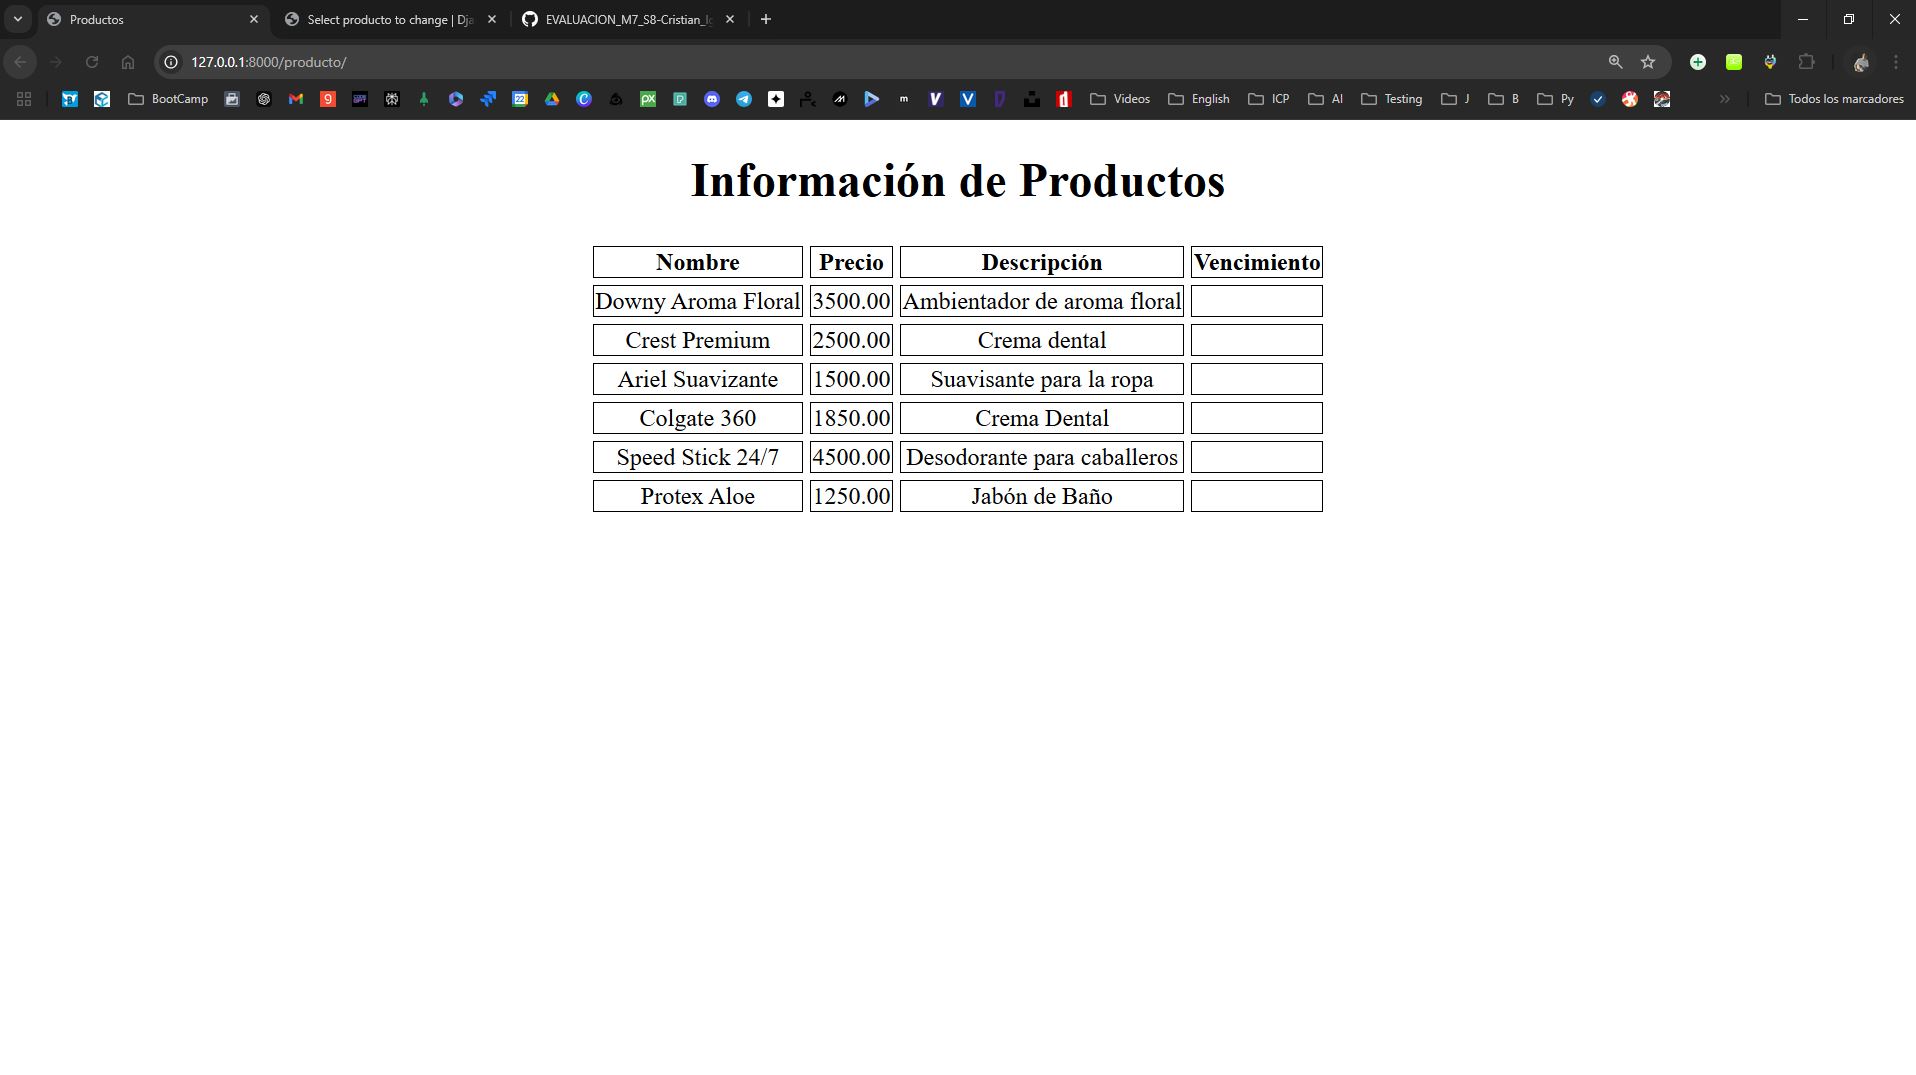 Productos
Select producto to change | Dja
EVALUACION_M7_S8-Cristian_Ig
127.0.0.1:8000/producto/
BootCamp
Videos
English
ICP
AI
Testing
J
B
Py
Todos los marcadores
Información de Productos
Nombre Precio Descripción Vencimiento
Downy Aroma Floral 3500.00 Ambientador de aroma floral
Crest Premium 2500.00 Crema dental
Ariel Suavizante 1500.00 Suavisante para la ropa
Colgate 360 1850.00 Crema Dental
Speed Stick 24/7 4500.00 Desodorante para caballeros
Protex Aloe 1250.00 Jabón de Baño